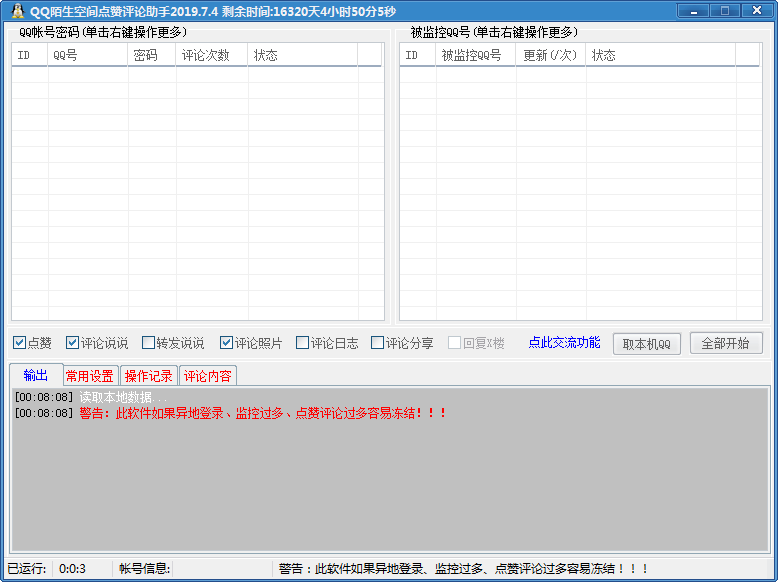 QQ陌生空间点赞评论助手2019.7.4 剩余时间:16320天4小时50分5秒
QQ帐号密码(单击右键操作更多)
ID QQ号 密码 评论次数 状态
被监控QQ号(单击右键操作更多)
ID 被监控QQ号 更新(/次) 状态
点赞 评论说说 转发说说 评论照片 评论日志 评论分享 回复X楼 点此交流功能 取本机QQ 全部开始
输出 常用设置 操作记录 评论内容
[00:08:08] 读取本地数据...
[00:08:08] 警告：此软件如果异地登录、监控过多、点赞评论过多容易冻结！！！
已运行: 0:0:3 帐号信息: 警告：此软件如果异地登录、监控过多、点赞评论过多容易冻结！！！